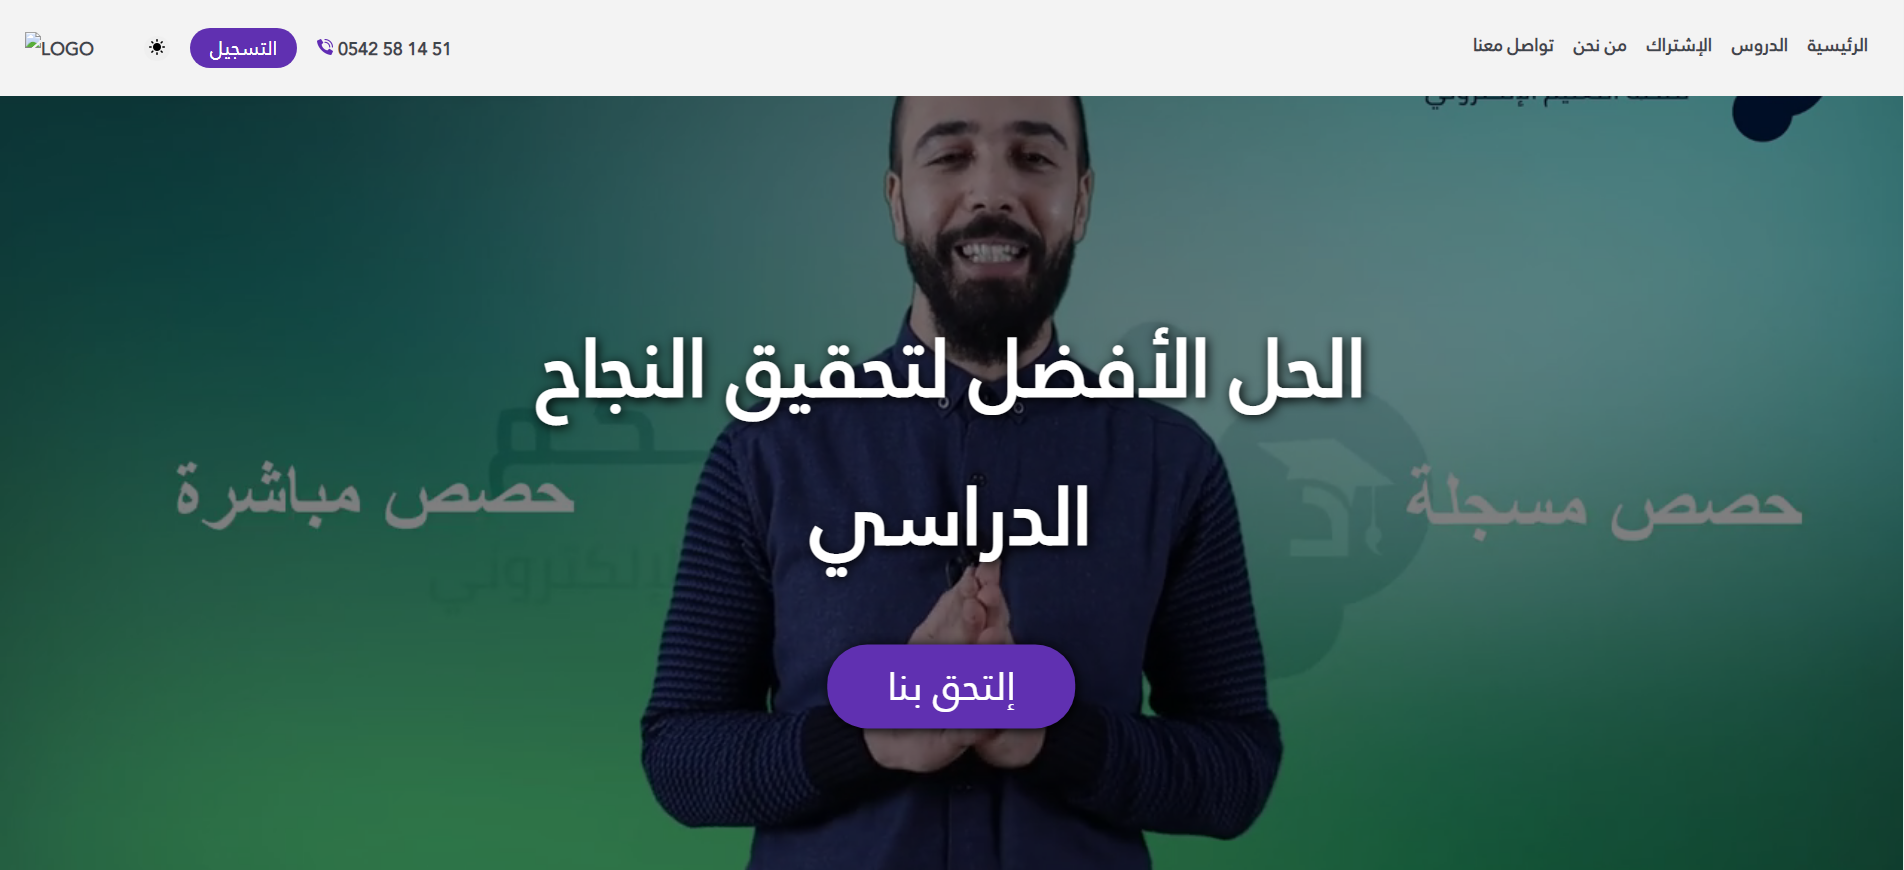 الرئيسية
الدروس
الإشتراك
من نحن
تواصل معنا
0542 58 14 51
التسجيل
LOGO
الحل الأفضل لتحقيق النجاح
الدراسي
حصص مسجلة
حصص مباشرة
إلتحق بنا